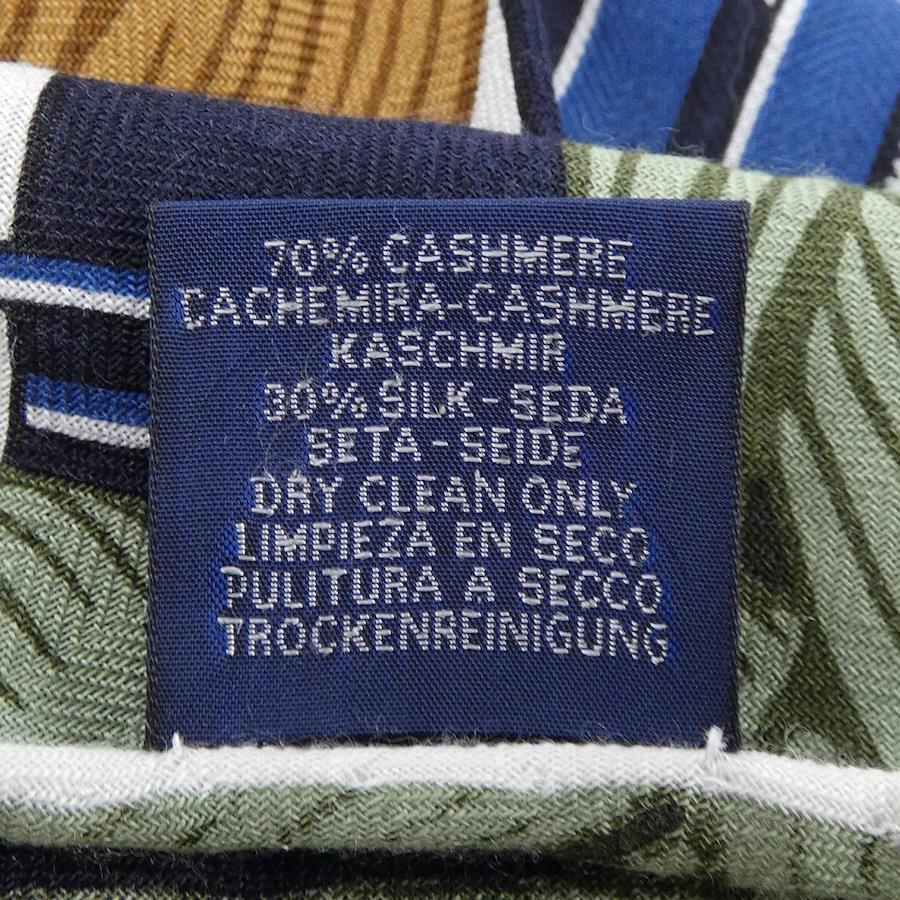 70% CASHMERE
CACHEMIRA-CASHMERE
KASCHMIR
30% SILK - SEDA
SETA - SEIDE
DRY CLEAN ONLY
LIMPIEZA EN SECO
PULITURA A SECCO
TROCKENREINIGUNG